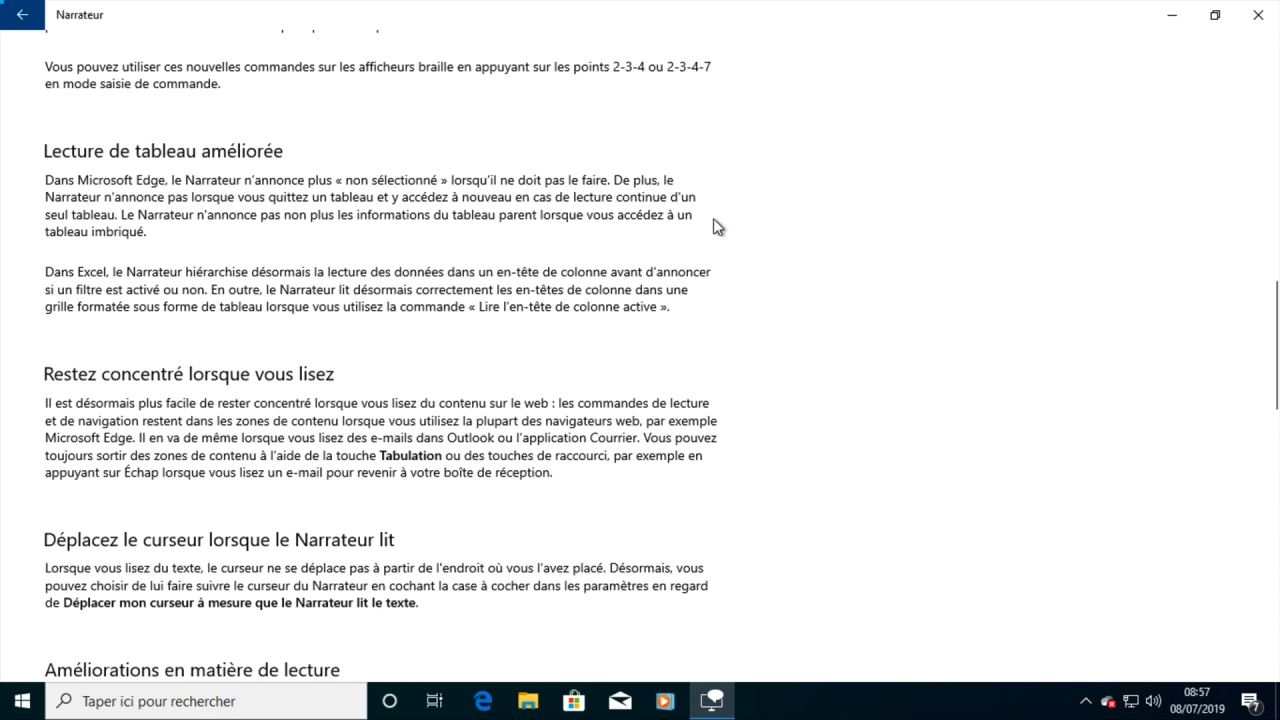 Narrateur
Vous pouvez utiliser ces nouvelles commandes sur les afficheurs braille en appuyant sur les points 2-3-4 ou 2-3-4-7
en mode saisie de commande.
Lecture de tableau améliorée
Dans Microsoft Edge, le Narrateur n’annonce plus « non sélectionné » lorsqu’il ne doit pas le faire. De plus, le
Narrateur n’annonce pas lorsque vous quittez un tableau et y accédez à nouveau en cas de lecture continue d'un
seul tableau. Le Narrateur n'annonce pas non plus les informations du tableau parent lorsque vous accédez à un
tableau imbriqué.
Dans Excel, le Narrateur hiérarchise désormais la lecture des données dans un en-tête de colonne avant d'annoncer
si un filtre est activé ou non. En outre, le Narrateur lit désormais correctement les en-têtes de colonne dans une
grille formatée sous forme de tableau lorsque vous utilisez la commande « Lire l’en-tête de colonne active ».
Restez concentré lorsque vous lisez
Il est désormais plus facile de rester concentré lorsque vous lisez du contenu sur le web : les commandes de lecture
et de navigation restent dans les zones de contenu lorsque vous utilisez la plupart des navigateurs web, par exemple
Microsoft Edge. Il en va de même lorsque vous lisez des e-mails dans Outlook ou l’application Courrier. Vous pouvez
toujours sortir des zones de contenu à l’aide de la touche Tabulation ou des touches de raccourci, par exemple en
appuyant sur Échap lorsque vous lisez un e-mail pour revenir à votre boîte de réception.
Déplacez le curseur lorsque le Narrateur lit
Lorsque vous lisez du texte, le curseur ne se déplace pas à partir de l'endroit où vous l'avez placé. Désormais, vous
pouvez choisir de lui faire suivre le curseur du Narrateur en cochant la case à cocher dans les paramètres en regard
de Déplacer mon curseur à mesure que le Narrateur lit le texte.
Améliorations en matière de lecture
Taper ici pour rechercher
08:57
08/07/2019
7